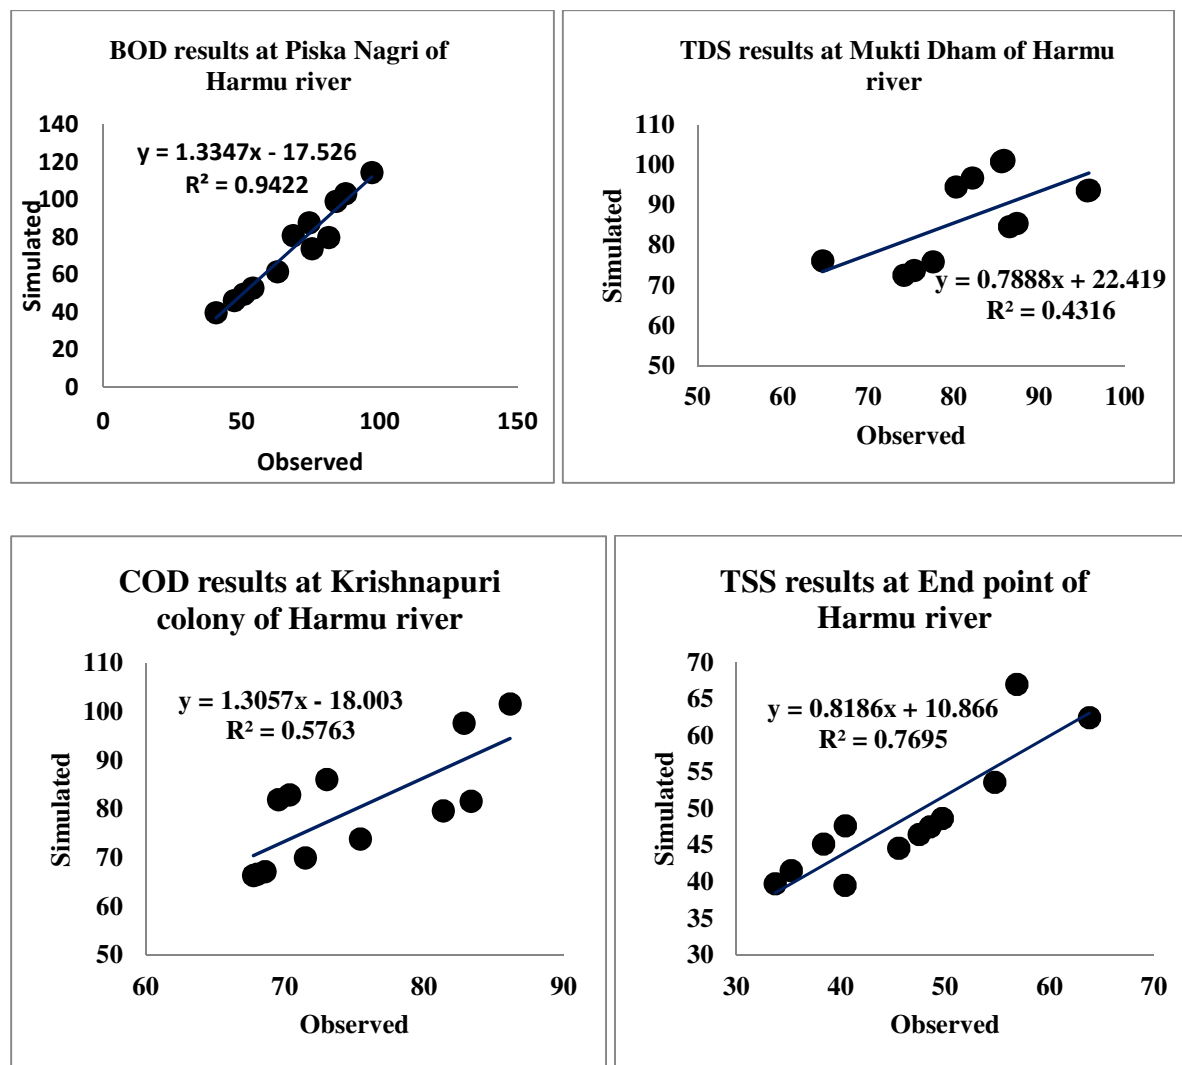 BOD results at Piska Nagri of
Harmu river
140
120
100
80
60
40
20
0
Simulated
y = 1.3347x - 17.526
R² = 0.9422
0 50 100 150
Observed
TDS results at Mukti Dham of Harmu
river
110
100
90
80
70
60
50
Simulated
y = 0.7888x + 22.419
R² = 0.4316
50 60 70 80 90 100
Observed
COD results at Krishnapuri
colony of Harmu river
110
100
90
80
70
60
50
Simulated
y = 1.3057x - 18.003
R² = 0.5763
60 70 80 90
Observed
TSS results at End point of
Harmu river
70
65
60
55
50
45
40
35
30
Simulated
y = 0.8186x + 10.866
R² = 0.7695
30 40 50 60 70
Observed